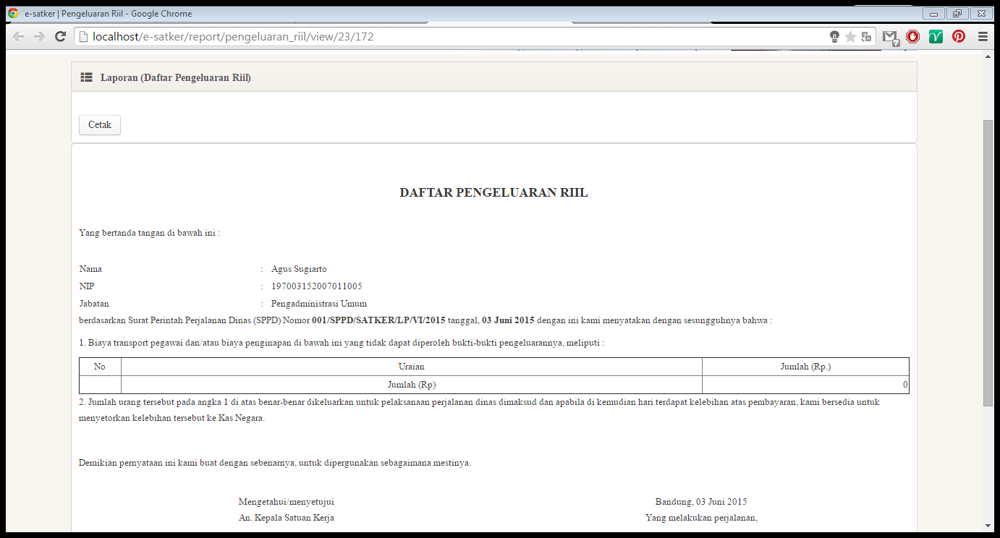 e-satker | Pengeluaran Riil - Google Chrome
localhost/e-satker/report/pengeluaran_riil/view/23/172
Laporan (Daftar Pengeluaran Riil)
Cetak
DAFTAR PENGELUARAN RIIL
Yang bertanda tangan di bawah ini :
Nama : Agus Sugiarto
NIP : 197003152007011005
Jabatan : Pengadministrasi Umum
berdasarkan Surat Perintah Perjalanan Dinas (SPPD) Nomor 001/SPPD/SATKER/LP/VI/2015 tanggal, 03 Juni 2015 dengan ini kami menyatakan dengan sesungguhnya bahwa :
1. Biaya transport pegawai dan/atau biaya penginapan di bawah ini yang tidak dapat diperoleh bukti-bukti pengeluarannya, meliputi :
No Uraian Jumlah (Rp.)
Jumlah (Rp) 0
2. Jumlah urang tersebut pada angka 1 di atas benar-benar dikeluarkan untuk pelaksanaan perjalanan dinas dimaksud dan apabila di kemudian hari terdapat kelebihan atas pembayaran, kami bersedia untuk
menyetorkan kelebihan tersebut ke Kas Negara.
Demikian pernyataan ini kami buat dengan sebenarnya, untuk dipergunakan sebagaimana mestinya.
Mengetahui/menyetujui Bandung, 03 Juni 2015
An. Kepala Satuan Kerja Yang melakukan perjalanan,